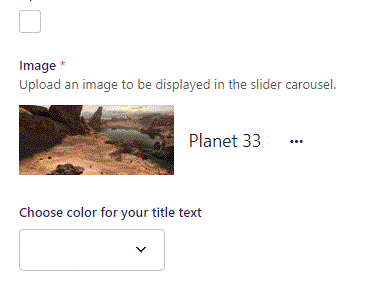 Image *
Upload an image to be displayed in the slider carousel.
Planet 33
Choose color for your title text